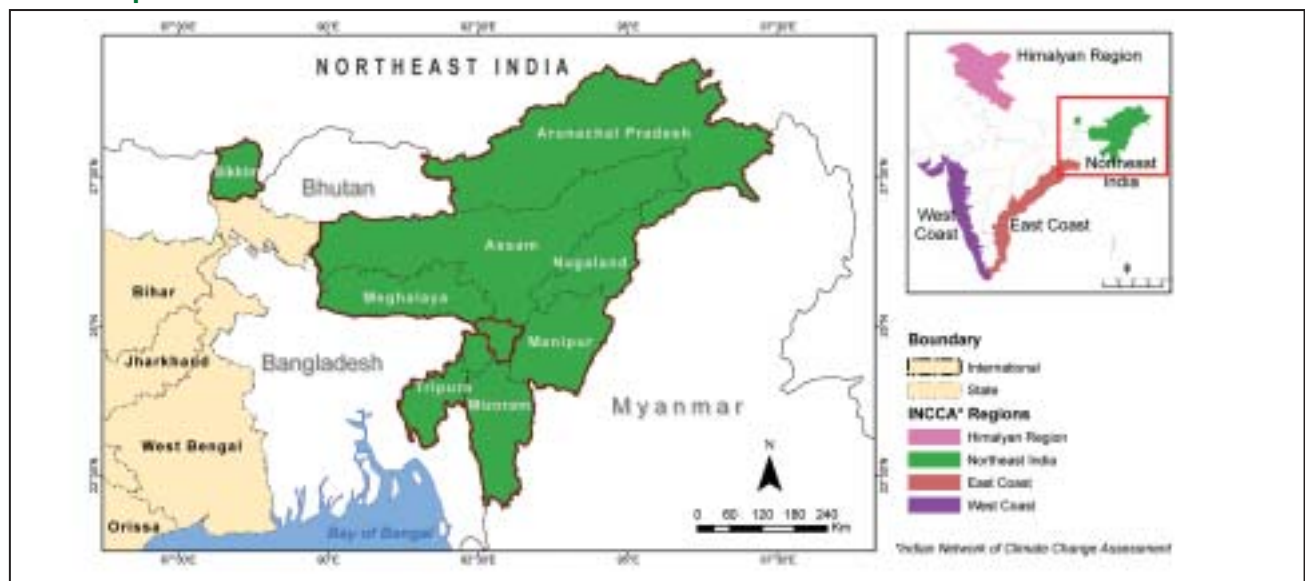 NORTHEAST INDIA
Arunachal Pradesh
Bhutan
Assam
Nagaland
Meghalaya
Bihar
Manipur
Jharkhand
Bangladesh
Tripura
Mizoram
Myanmar
West Bengal
Orissa
Bay of Bengal
N
0 60 120 180 240
Km
Himalyan Region
Northeast
India
West
Coast
East Coast
Boundary
International
State
INCCA* Regions
Himalyan Region
Northeast India
East Coast
West Coast
*Indian Network of Climate Change Assessment